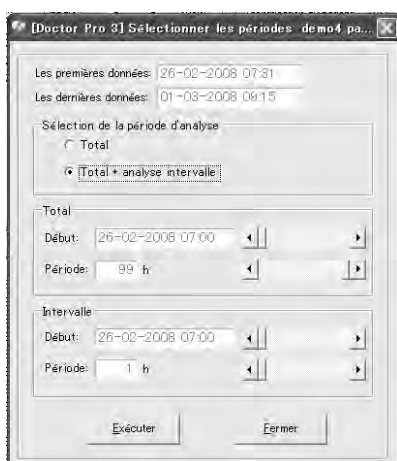 [Doctor Pro 3] Sélectionner les périodes demo4 pa...
Les premières données: 26-02-2008 07:31
Les dernières données: 01-03-2008 09:15
Sélection de la période d'analyse
Total
Total + analyse intervalle
Total
Début: 26-02-2008 07:00
Période: 99 h
Intervalle
Début: 26-02-2008 07:00
Période: 1 h
Exécuter Fermer